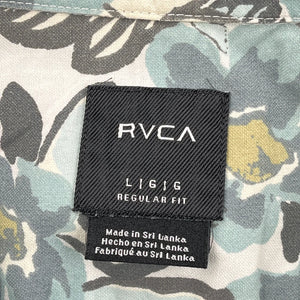 RVCA
L|G|G
REGULAR FIT
Made in Sri Lanka
Hecho en Sri Lanka
Fabriqué au Sri Lanka